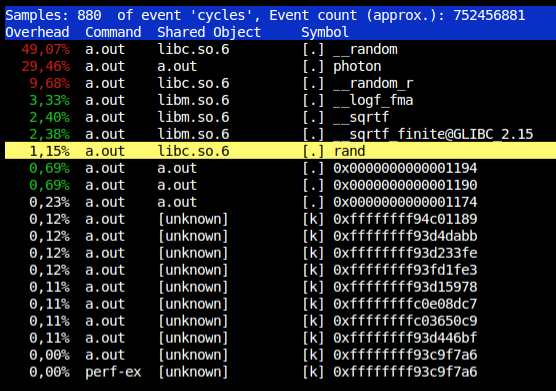 Samples: 880  of event 'cycles', Event count (approx.): 752456881
Overhead  Command  Shared Object     Symbol
49,07%  a.out    libc.so.6         [.] __random
29,46%  a.out    a.out             [.] photon
9,68%  a.out    libc.so.6         [.] __random_r
3,33%  a.out    libm.so.6         [.] __logf_fma
2,40%  a.out    libm.so.6         [.] __sqrtf
2,38%  a.out    libm.so.6         [.] __sqrtf_finite@GLIBC_2.15
1,15%  a.out    libc.so.6         [.] rand
0,69%  a.out    a.out             [.] 0x0000000000001194
0,69%  a.out    a.out             [.] 0x0000000000001190
0,23%  a.out    a.out             [.] 0x0000000000001174
0,12%  a.out    [unknown]         [k] 0xffffffff94c01189
0,12%  a.out    [unknown]         [k] 0xffffffff93d4dabb
0,12%  a.out    [unknown]         [k] 0xffffffff93d233fe
0,12%  a.out    [unknown]         [k] 0xffffffff93fd1fe3
0,11%  a.out    [unknown]         [k] 0xffffffff93d15978
0,11%  a.out    [unknown]         [k] 0xffffffffc0e08dc7
0,11%  a.out    [unknown]         [k] 0xffffffffc03650c9
0,11%  a.out    [unknown]         [k] 0xffffffff93d446bf
0,00%  a.out    [unknown]         [k] 0xffffffff93c9f7a6
0,00%  perf-ex  [unknown]         [k] 0xffffffff93c9f7a6